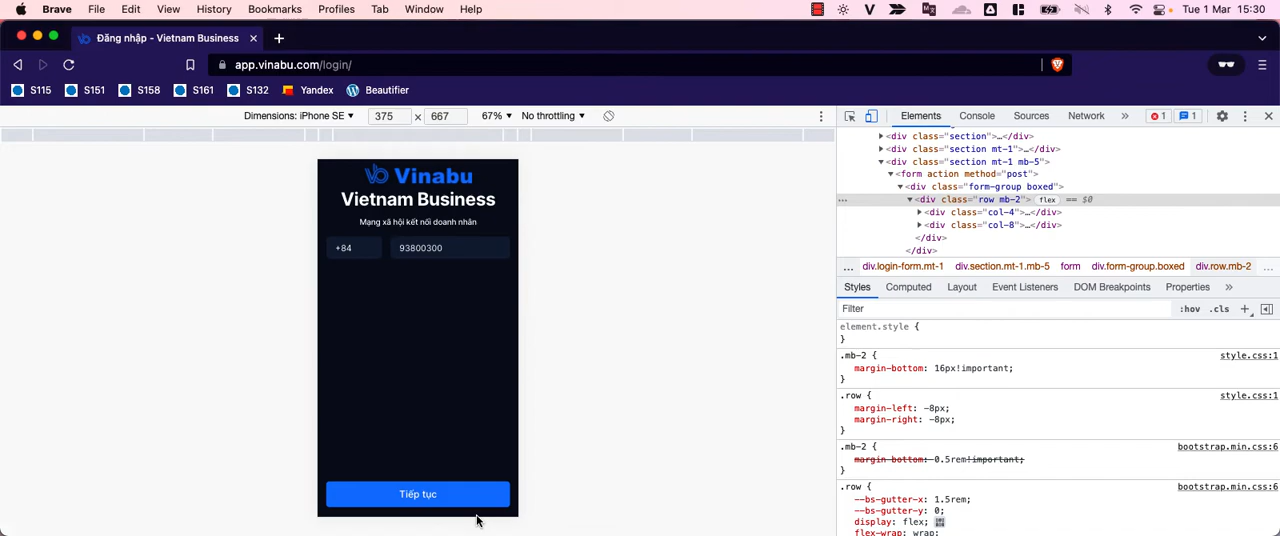 Brave File Edit View History Bookmarks Profiles Tab Window Help Tue 1 Mar 15:30
Đăng nhập - Vietnam Business
app.vinabu.com/login/
S115 S151 S158 S161 S132 Yandex Beautifier
Dimensions: iPhone SE 375 × 667 67% No throttling
Elements Console Sources Network 1 1
<div class="section">…</div>
<div class="section mt-1">…</div>
<div class="section mt-1 mb-5">
<form action method="post">
<div class="form-group boxed">
<div class="row mb-2"> flex == $0
<div class="col-4">…</div>
<div class="col-8">…</div>
</div>
</div>
... div.login-form.mt-1 div.section.mt-1.mb-5 form div.form-group.boxed div.row.mb-2 ...
Styles Computed Layout Event Listeners DOM Breakpoints Properties
Filter :hov .cls
element.style {
}
.mb-2 { style.css:1
margin-bottom: 16px!important;
}
.row { style.css:1
margin-left: -8px;
margin-right: -8px;
}
.mb-2 { bootstrap.min.css:6
margin-bottom: 0.5rem!important;
}
.row { bootstrap.min.css:6
--bs-gutter-x: 1.5rem;
--bs-gutter-y: 0;
display: flex;
flex-wrap: wrap;
Vinabu
Vietnam Business
Mạng xã hội kết nối doanh nhân
+84 93800300
Tiếp tục